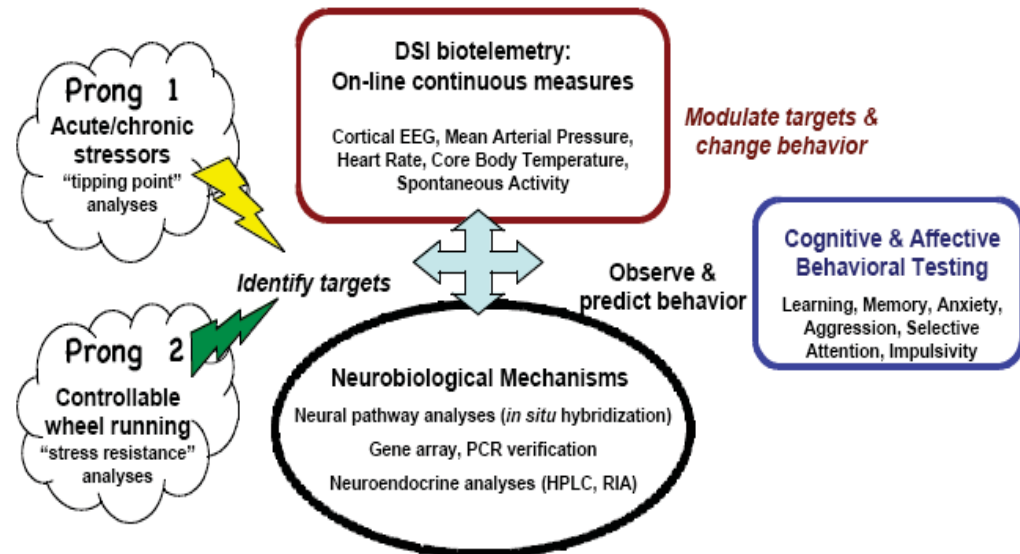 Prong 1
Acute/chronic
stressors
“tipping point”
analyses
DSI biotelemetry:
On-line continuous measures
Cortical EEG, Mean Arterial Pressure,
Heart Rate, Core Body Temperature,
Spontaneous Activity
Modulate targets &
change behavior
Identify targets
Observe &
predict behavior
Cognitive & Affective
Behavioral Testing
Learning, Memory, Anxiety,
Aggression, Selective
Attention, Impulsivity
Prong 2
Controllable
wheel running
“stress resistance”
analyses
Neurobiological Mechanisms
Neural pathway analyses (in situ hybridization)
Gene array, PCR verification
Neuroendocrine analyses (HPLC, RIA)